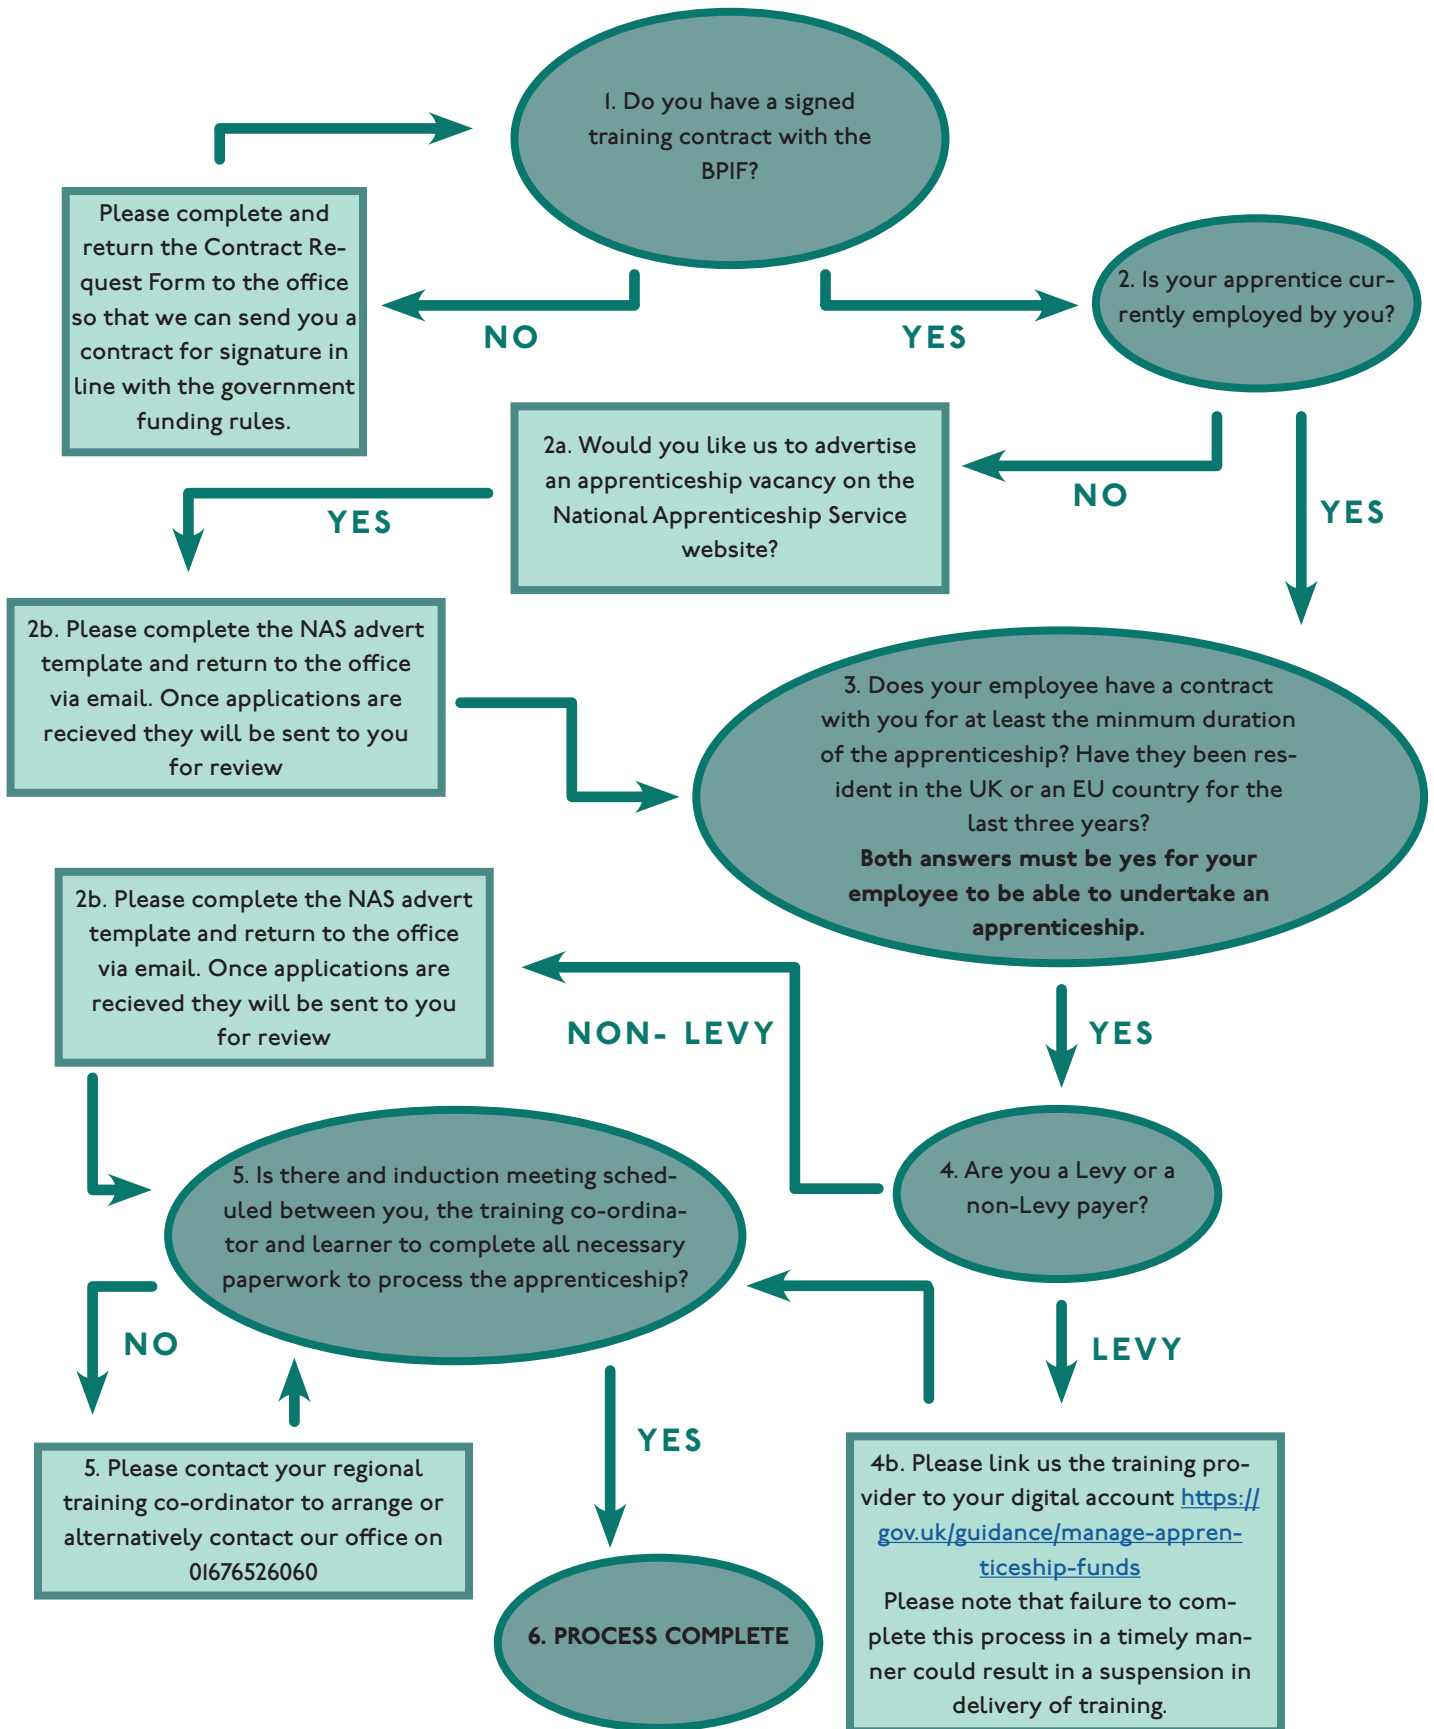 1. Do you have a signed
training contract with the
BPIF?
Please complete and
return the Contract Re-
quest Form to the office
so that we can send you a
contract for signature in
line with the government
funding rules.
NO
YES
2. Is your apprentice cur-
rently employed by you?
2a. Would you like us to advertise
an apprenticeship vacancy on the
National Apprenticeship Service
website?
NO
YES
YES
2b. Please complete the NAS advert
template and return to the office
via email. Once applications are
recieved they will be sent to you
for review
3. Does your employee have a contract
with you for at least the minmum duration
of the apprenticeship? Have they been res-
ident in the UK or an EU country for the
last three years?
Both answers must be yes for your
employee to be able to undertake an
apprenticeship.
2b. Please complete the NAS advert
template and return to the office
via email. Once applications are
recieved they will be sent to you
for review
NON- LEVY
YES
4. Are you a Levy or a
non-Levy payer?
5. Is there and induction meeting sched-
uled between you, the training co-ordina-
tor and learner to complete all necessary
paperwork to process the apprenticeship?
NO
LEVY
YES
5. Please contact your regional
training co-ordinator to arrange or
alternatively contact our office on
01676526060
4b. Please link us the training pro-
vider to your digital account https://
gov.uk/guidance/manage-appren-
ticeship-funds
Please note that failure to com-
plete this process in a timely man-
ner could result in a suspension in
delivery of training.
6. PROCESS COMPLETE